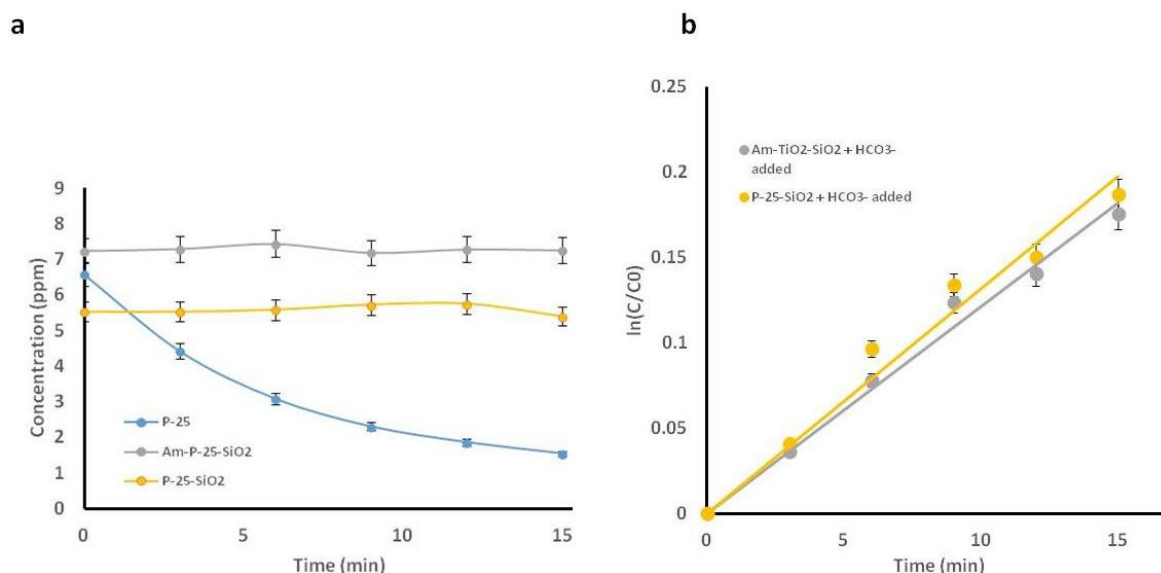 a
9
8
7
6
5
4
3
2
1
0
Concentration (ppm)
P-25
Am-P-25-SiO2
P-25-SiO2
0
5
10
15
Time (min)
b
0.25
0.2
0.15
0.1
0.05
0
ln(C/C0)
Am-TiO2-SiO2 + HCO3-
added
P-25-SiO2 + HCO3- added
0
5
10
15
Time (min)